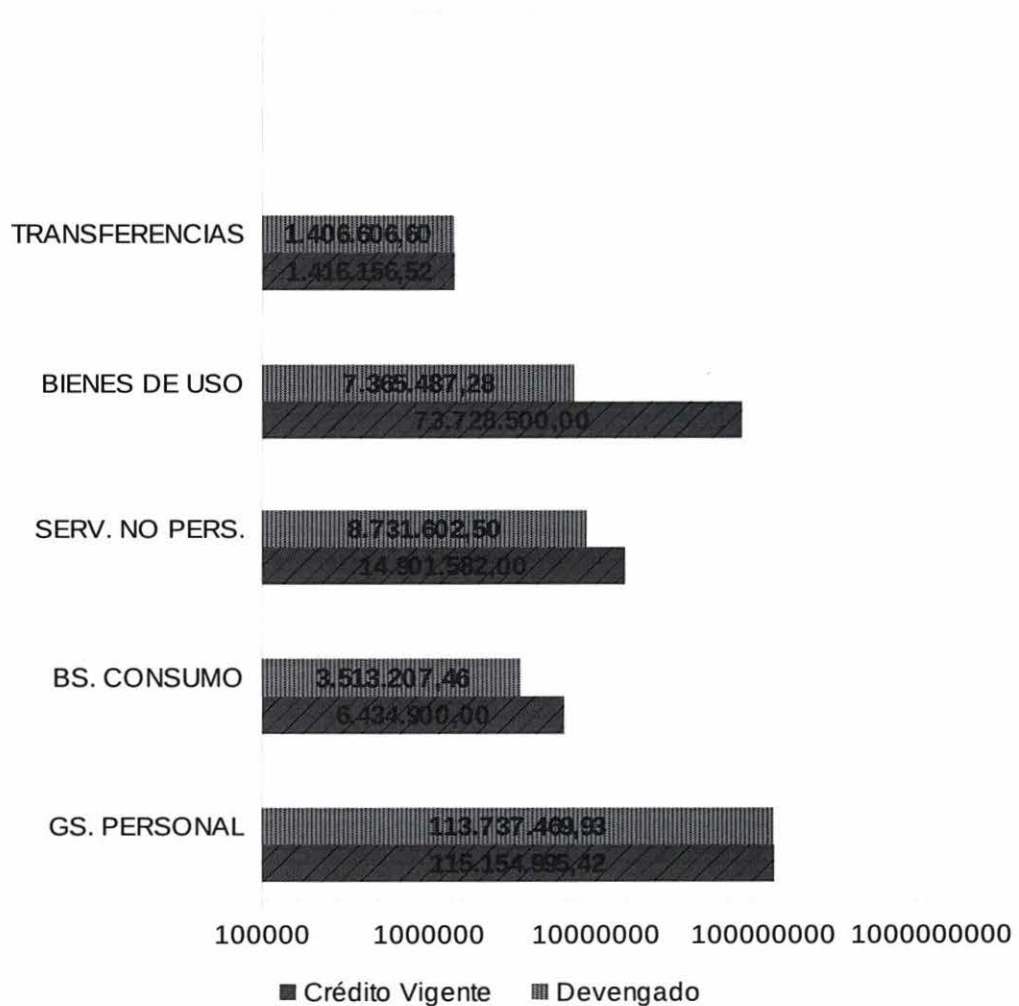 TRANSFERENCIAS
1.406.606,60
1.416.156,52
BIENES DE USO
7.365.487,28
73.728.500,00
SERV. NO PERS.
8.731.602,50
14.901.582,00
BS. CONSUMO
3.513.207,46
6.434.900,00
GS. PERSONAL
113.737.469,93
115.154.995,42
100000 1000000 10000000 100000000 1000000000
Crédito Vigente Devengado